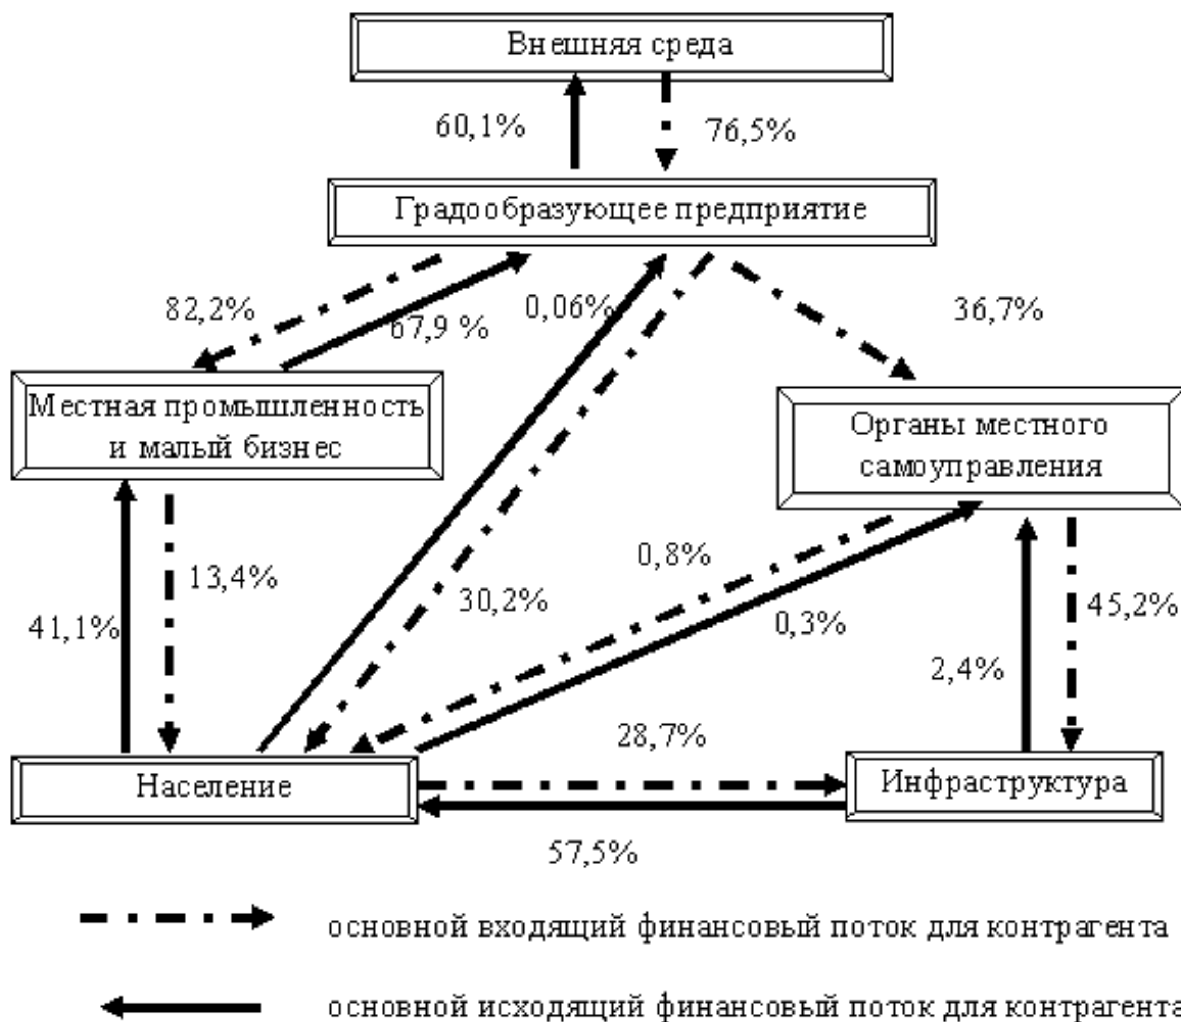 Внешняя среда
60,1%
76,5%
Градообразующее предприятие
82,2%
67,9 %
0,06%
36,7%
Местная промышленность
и малый бизнес
Органы местного
самоуправления
13,4%
41,1%
30,2%
0,8%
0,3%
45,2%
2,4%
28,7%
Население
Инфраструктура
57,5%
основной входящий финансовый поток для контрагента
основной исходящий финансовый поток для контрагента